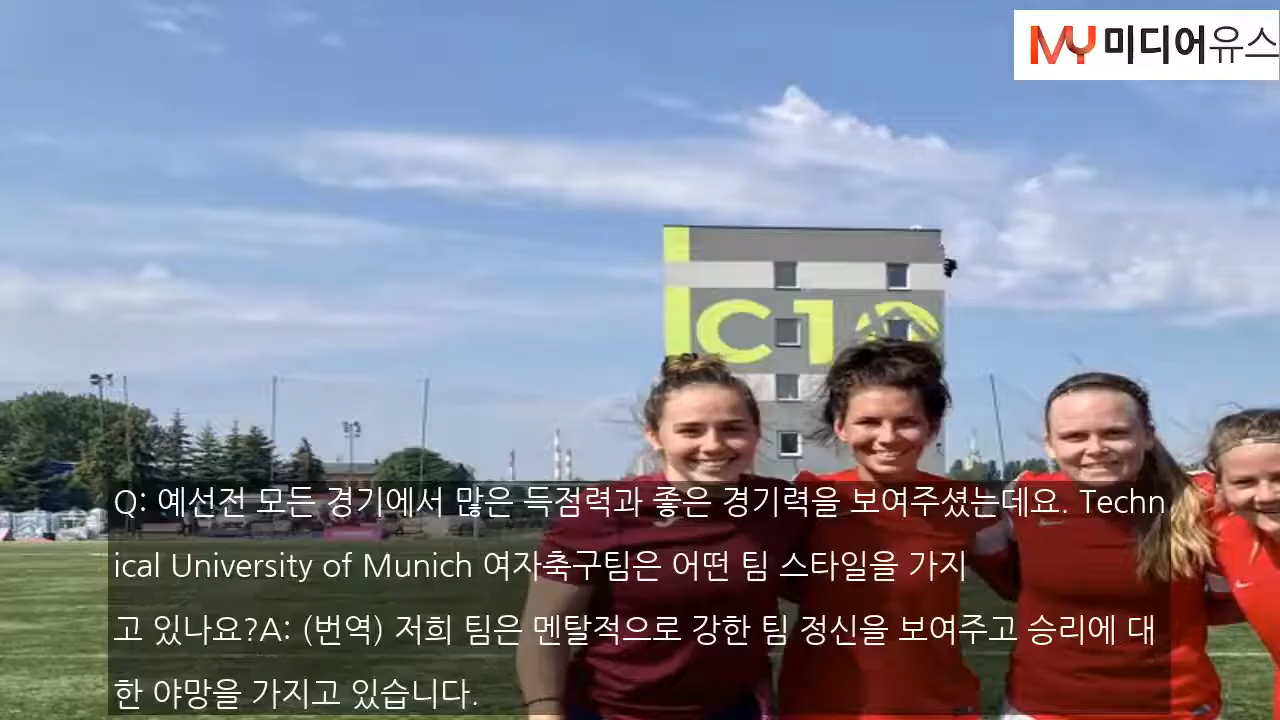 MY 미디어유스
C10
Q: 예선전 모든 경기에서 많은 득점력과 좋은 경기력을 보여주셨는데요. Techn
ical University of Munich 여자축구팀은 어떤 팀 스타일을 가지
고 있나요?A: (번역) 저희 팀은 멘탈적으로 강한 팀 정신을 보여주고 승리에 대
한 야망을 가지고 있습니다.